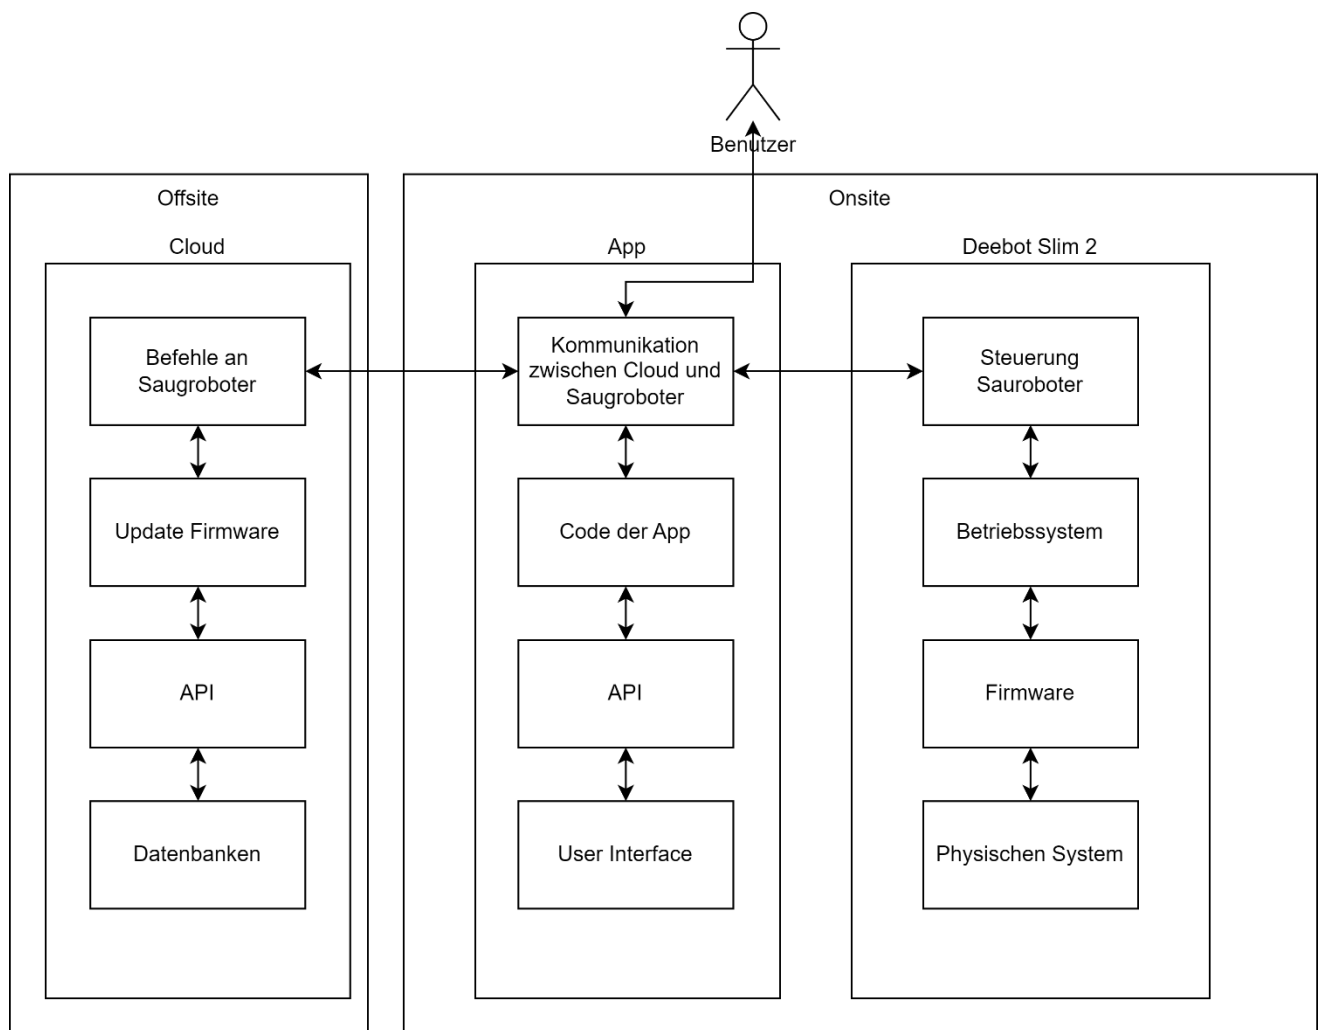 Benutzer
Offsite
Onsite
Cloud
App
Deebot Slim 2
Befehle an
Saugroboter
Kommunikation
zwischen Cloud und
Saugroboter
Steuerung
Sauroboter
Update Firmware
Code der App
Betriebssystem
API
API
Firmware
Datenbanken
User Interface
Physischen System